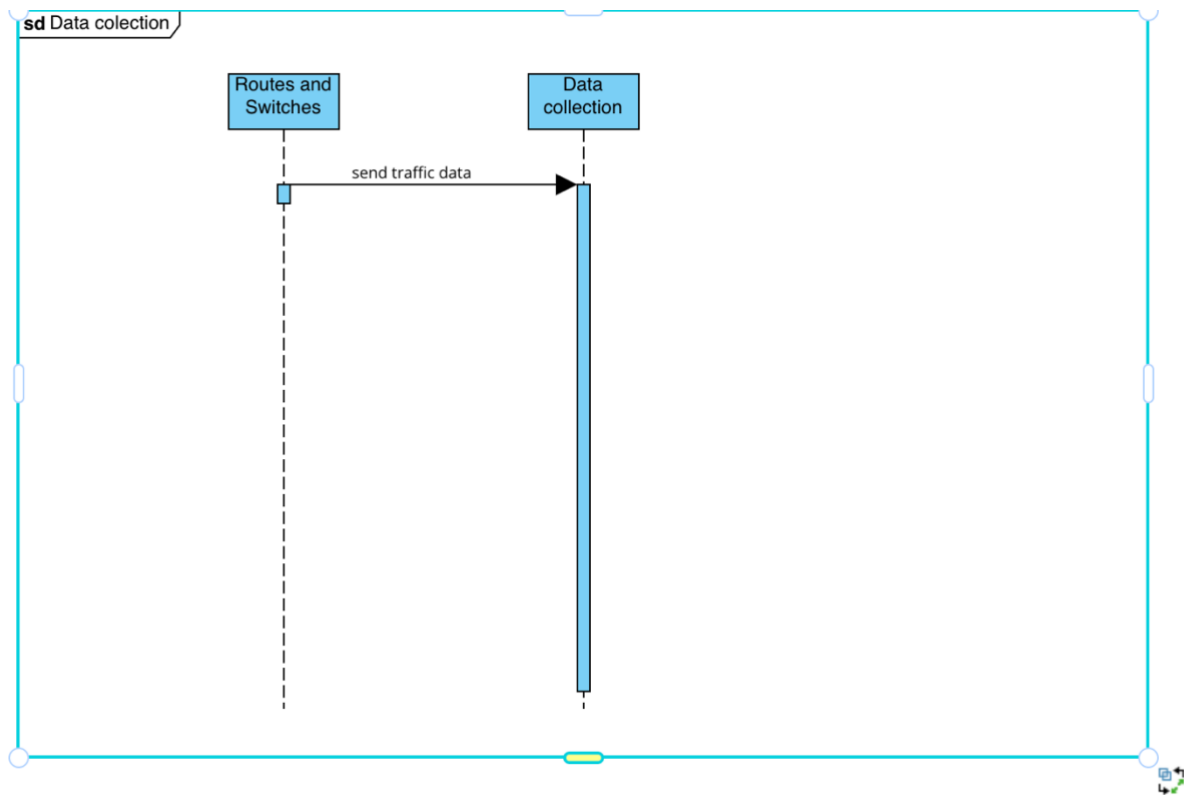 sd Data colection
Routes and
Switches
Data
collection
send traffic data